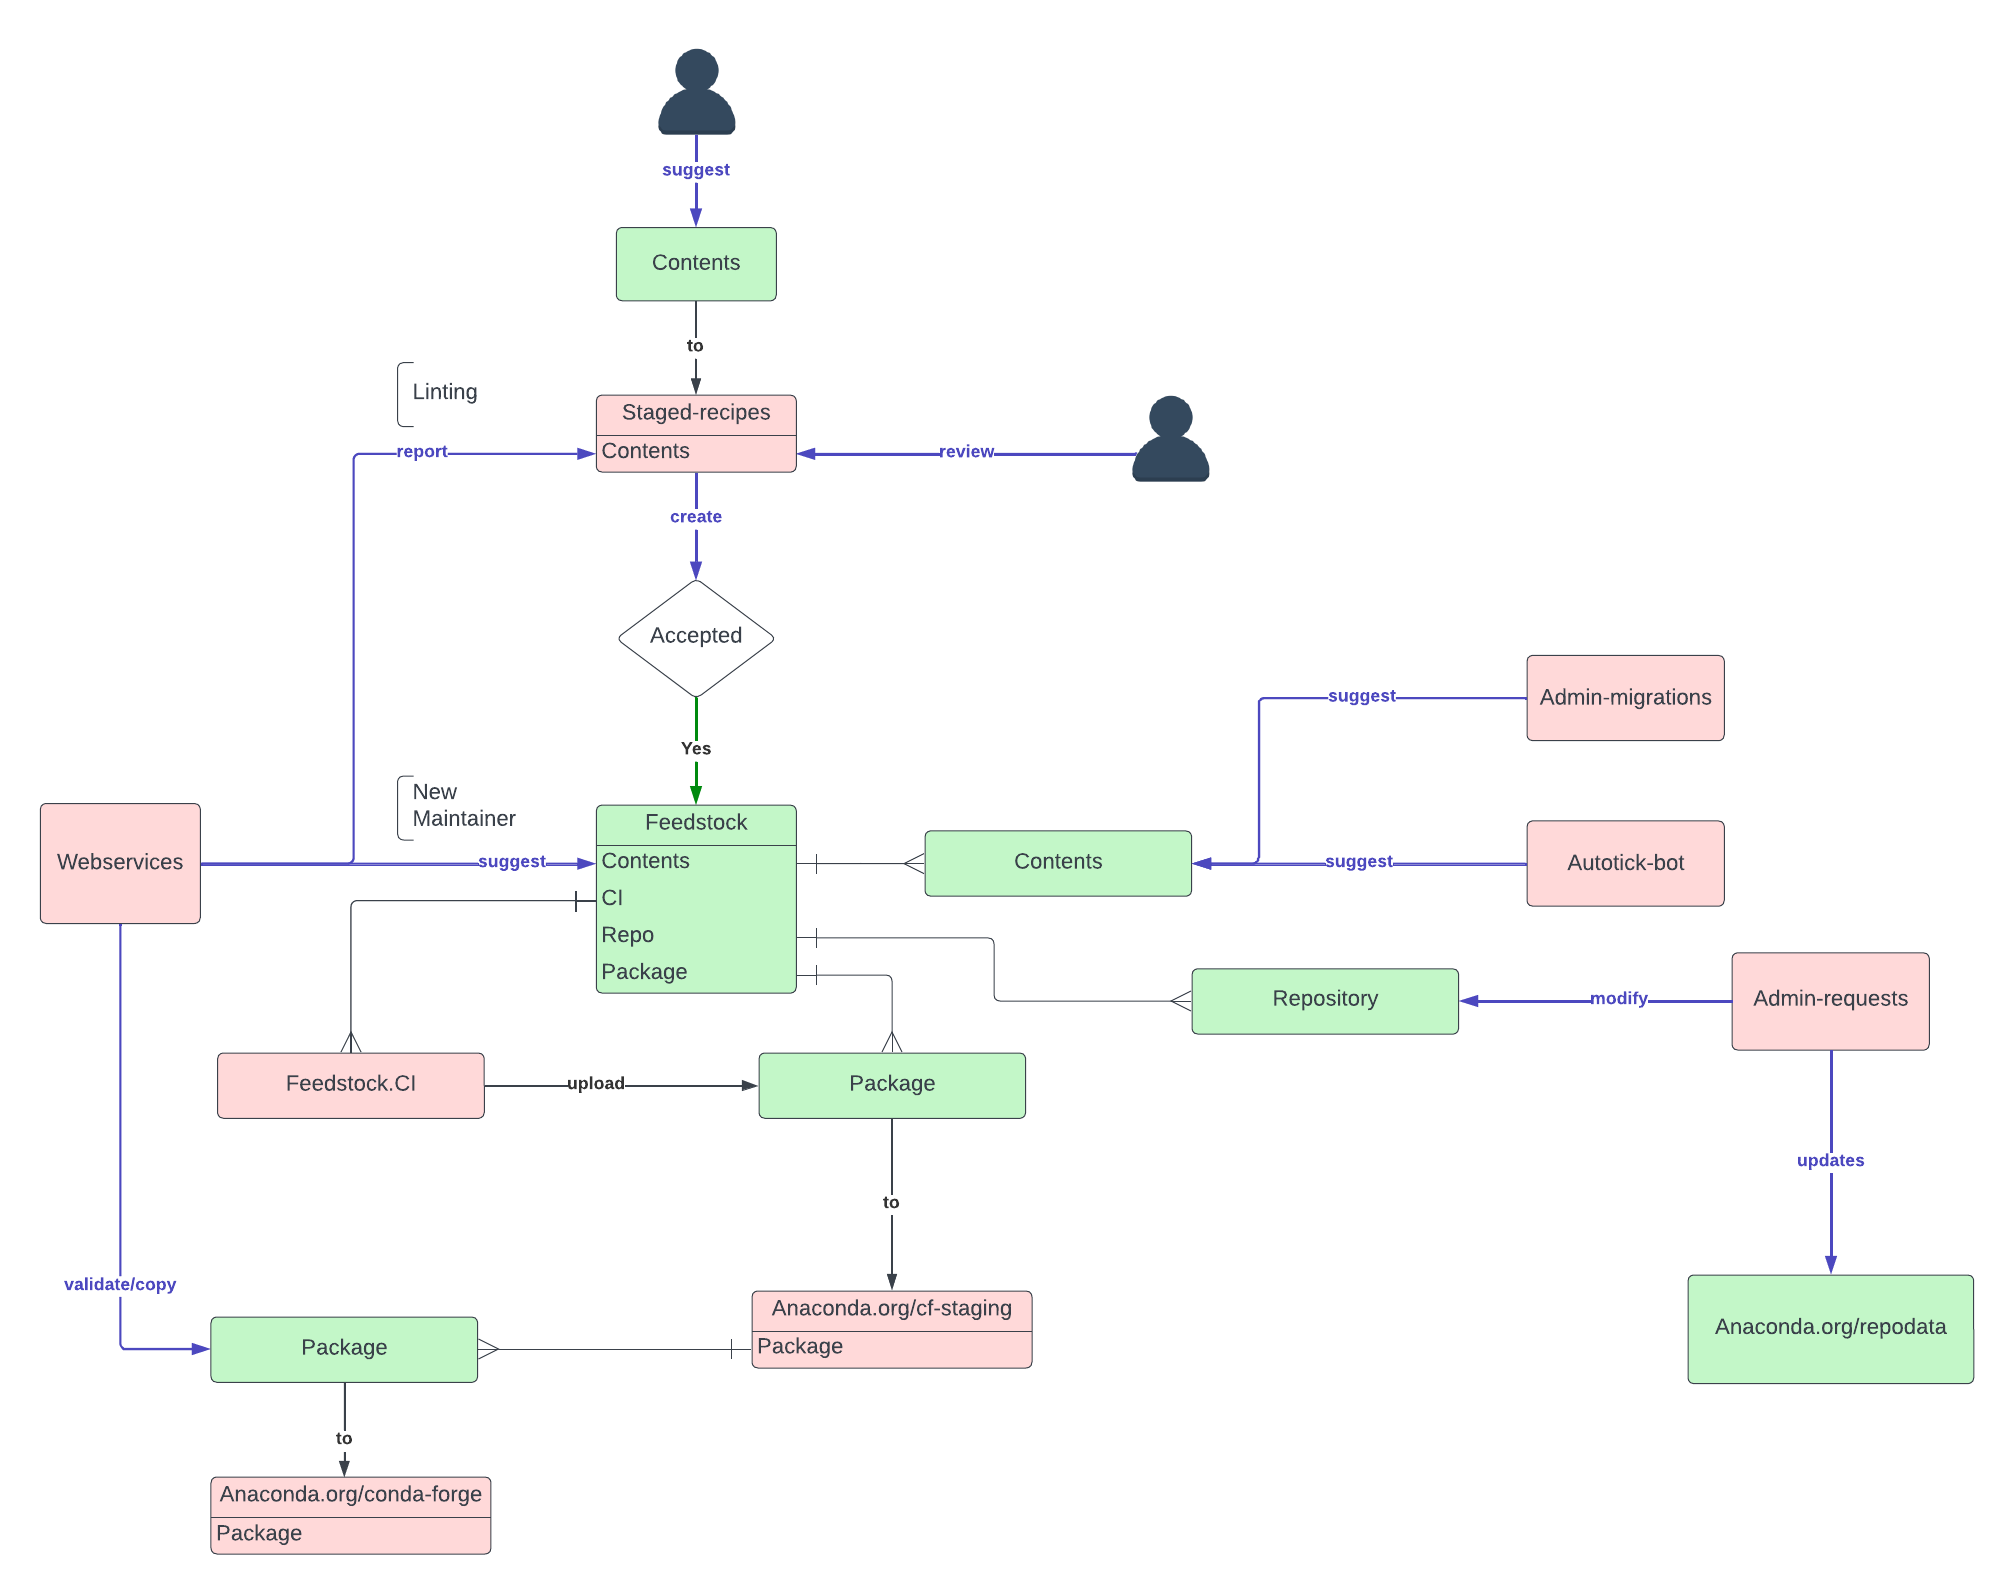 suggest
Contents
to
Linting
Staged-recipes
Contents
report
review
create
Accepted
suggest
Admin-migrations
Yes
New
Maintainer
Feedstock
Webservices
suggest
Contents
Contents
suggest
Autotick-bot
CI
Repo
Package
Repository
modify
Admin-requests
Feedstock.CI
upload
Package
updates
to
validate/copy
Anaconda.org/cf-staging
Package
Package
Anaconda.org/repodata
to
Anaconda.org/conda-forge
Package